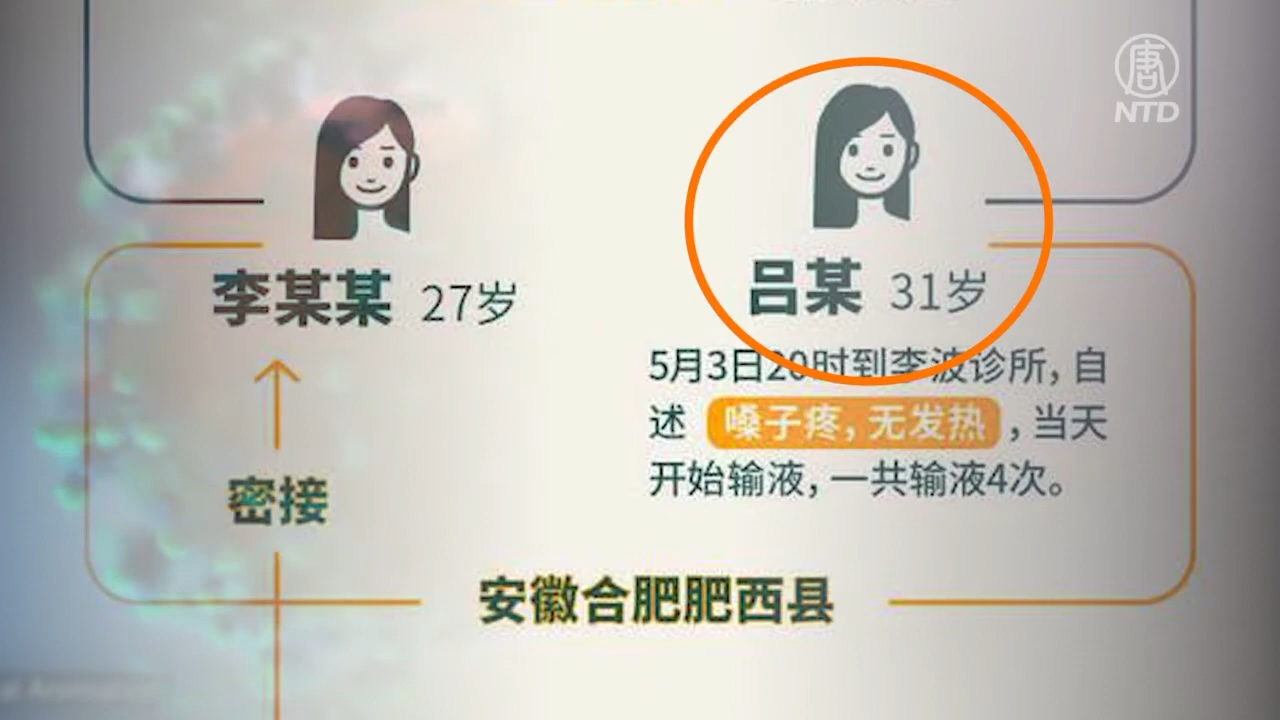 唐
NTD
李某某 27岁
吕某 31岁
5月3日20时到李波诊所，自
述 嗓子疼，无发热，当天
开始输液，一共输液4次。
密接
安徽合肥肥西县